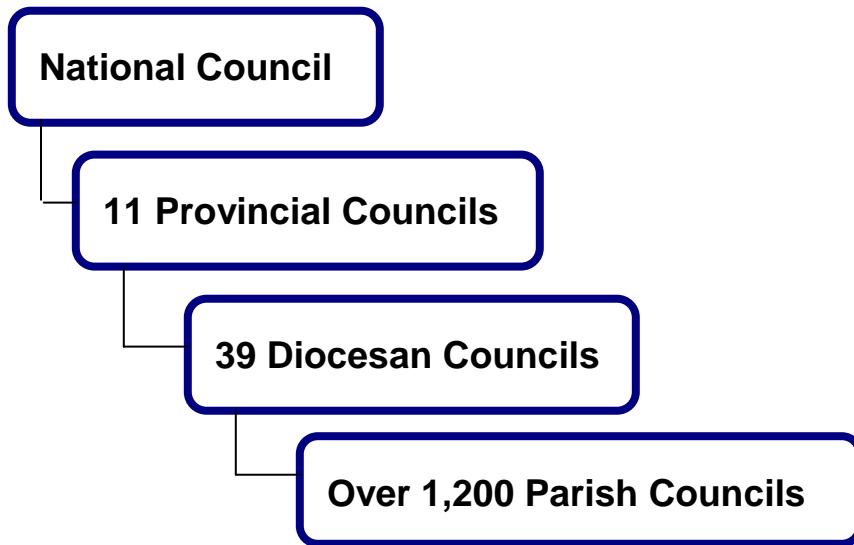 National Council
11 Provincial Councils
39 Diocesan Councils
Over 1,200 Parish Councils